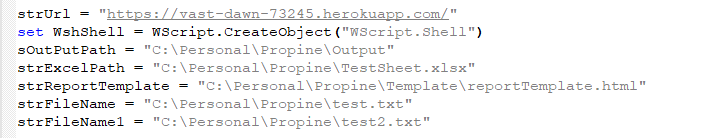 strUrl = "https://vast-dawn-73245.herokuapp.com/"
set WshShell = WScript.CreateObject("WScript.Shell")
sOutPutPath = "C:\Personal\Propine\Output"
strExcelPath = "C:\Personal\Propine\TestSheet.xlsx"
strReportTemplate = "C:\Personal\Propine\Template\reportTemplate.html"
strFileName = "C:\Personal\Propine\test.txt"
strFileName1 = "C:\Personal\Propine\test2.txt"